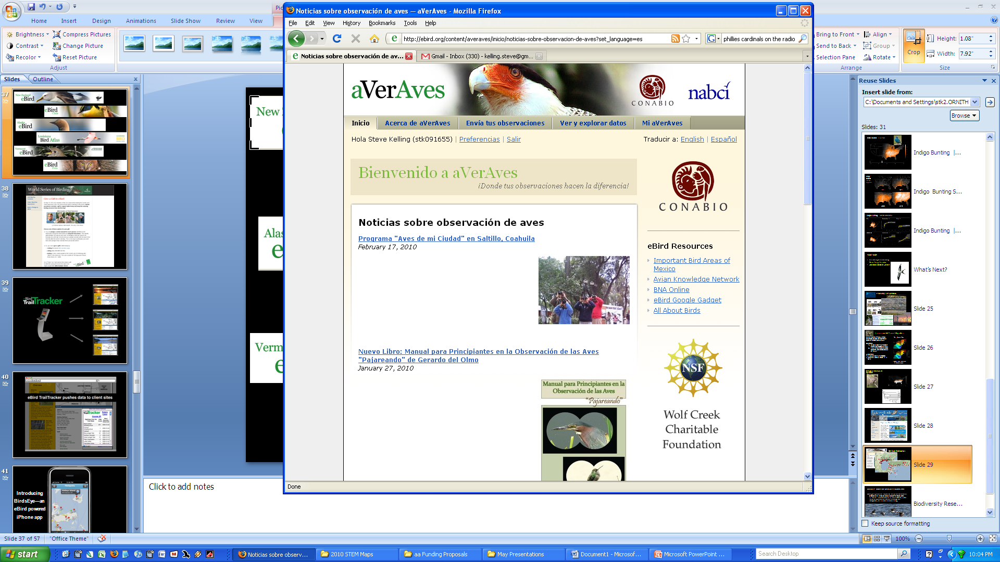 Noticias sobre observación de aves — aVerAves - Mozilla Firefox
Home Insert Design Animations Slide Show Review View
File Edit View History Bookmarks Tools Help
Brightness Compress Pictures
Contrast Change Picture
Recolor Reset Picture
Adjust
http://ebird.org/content/averaves/inicio/noticias-sobre-observacion-de-aves?set_language=es
phillies cardinals on the radio
Noticias sobre observación de av...
Gmail - Inbox (330) - kelling.steve@gm...
Bring to Front Align Height: 1.08"
Send to Back Group Crop Width: 7.92"
Selection Pane Rotate
Arrange Size
Slides Outline
37
New Zealand
eBird
eBird
Chile
Alaska
eBird
Louisiana
Bird Atlas
Vermont
eBird
eBird
Peru
38
World Series of Birding
Give a Gift to eBird
39
eBird
TrailTracker
40
eBird TrailTracker pushes data to client sites
41
Introducing
BirdsEye—an
eBird powered
iPhone app
New Z
Alas
e
Verm
e
aVerAves
CONABIO
nabci
Inicio Acerca de aVerAves Envía tus observaciones Ver y explorar datos Mi aVerAves
Hola Steve Kelling (stk091655) | Preferencias | Salir
Traducir a: English | Español
Bienvenido a aVerAves
¡Donde tus observaciones hacen la diferencia!
Noticias sobre observación de aves
Programa "Aves de mi Ciudad" en Saltillo, Coahuila
February 17, 2010
Nuevo Libro: Manual para Principiantes en la Observación de las Aves
"Pajareando" de Gerardo del Olmo
January 27, 2010
Manual para Principiantes en la
Observación de las Aves
"Pajareando"
CONABIO
eBird Resources
Important Bird Areas of
Mexico
Avian Knowledge Network
BNA Online
eBird Google Gadget
All About Birds
NSF
Wolf Creek
Charitable
Foundation
Done
Click to add notes
Reuse Slides
Insert slide from:
C:\Documents and Settings\stk2.ORNITH
Browse
Slides: 31
Indigo Bunting |...
Indigo Bunting S...
Indigo Bunting |...
What's Next?
Slide 25
Slide 26
Slide 27
Slide 28
Slide 29
Biodiversity Rese...
Keep source formatting
Slide 37 of 57 "Office Theme" 100%
start
Noticias sobre observ...
2010 STEM Maps
aa Funding Proposals
May Presentations
Document1 - Microsof...
Microsoft PowerPoint ...
Search Desktop
10:04 PM